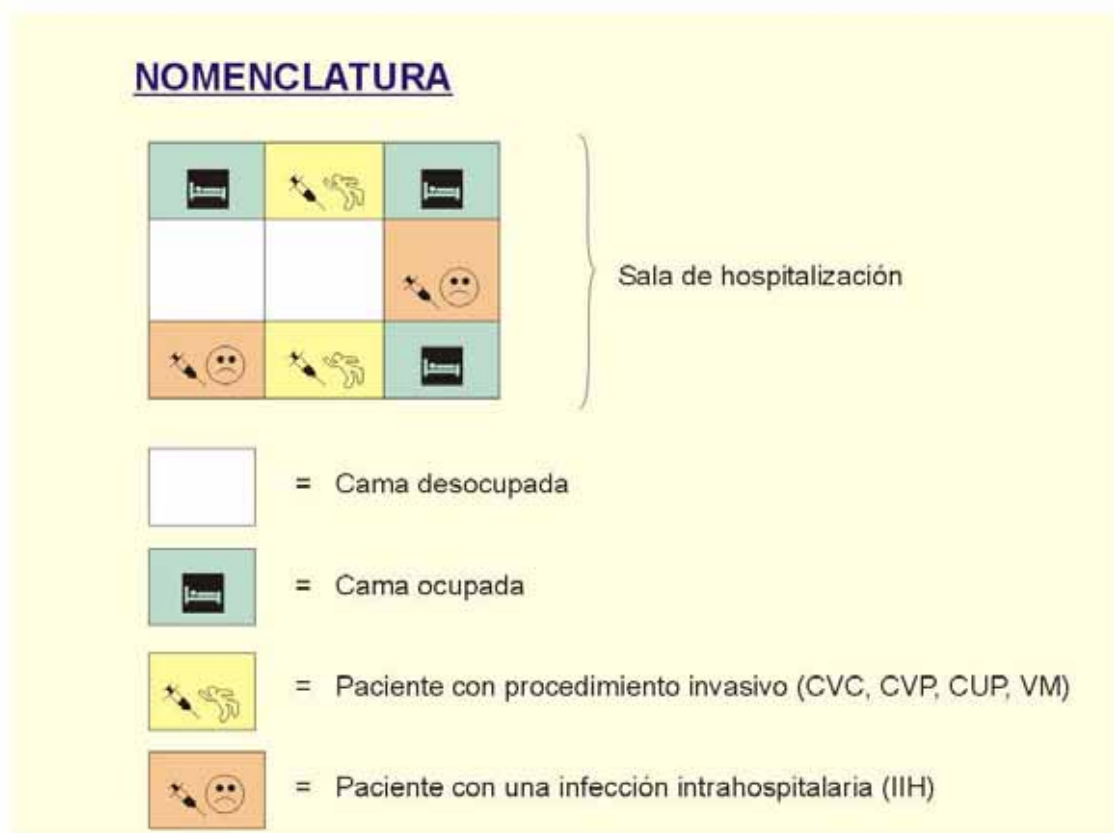 NOMENCLATURA
Sala de hospitalización
= Cama desocupada
= Cama ocupada
= Paciente con procedimiento invasivo (CVC, CVP, CUP, VM)
= Paciente con una infección intrahospitalaria (IIH)